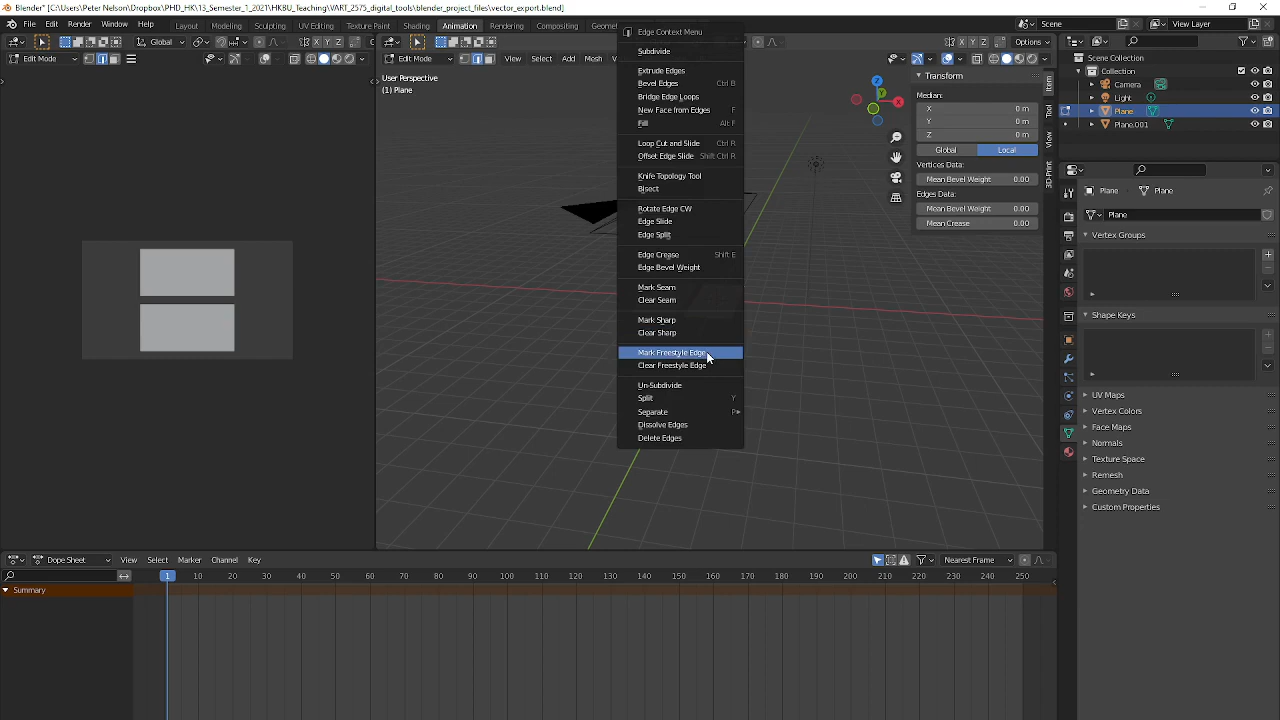 Blender* [C:\Users\Peter Nelson\Dropbox\PHD_HK\13_Semester_1_2021\HKBU_Teaching\VART_2575_digital_tools\blender_project_files\vector_export.blend]
File Edit Render Window Help Layout Modeling Sculpting UV Editing Texture Paint Shading Animation Rendering Compositing Geome Scene View Layer
Global Options
Edit Mode Edit Mode View Select Add Mesh
User Perspective
(1) Plane
Edge Context Menu
Subdivide
Extrude Edges
Bevel Edges Ctrl B
Bridge Edge Loops
New Face from Edges F
Fill Alt F
Loop Cut and Slide Ctrl R
Offset Edge Slide Shift Ctrl R
Knife Topology Tool
Bisect
Rotate Edge CW
Edge Slide
Edge Split
Edge Crease Shift E
Edge Bevel Weight
Mark Seam
Clear Seam
Mark Sharp
Clear Sharp
Mark Freestyle Edge
Clear Freestyle Edge
Un-Subdivide
Split Y
Separate P
Dissolve Edges
Delete Edges
Z
Y
X
Transform
Median:
X 0 m
Y 0 m
Z 0 m
Global Local
Vertices Data:
Mean Bevel Weight 0.00
Edges Data:
Mean Bevel Weight 0.00
Mean Crease 0.00
Item
Tool
View
3D-Print
Scene Collection
Collection
Camera
Light
Plane
Plane.001
Plane Plane
Plane
Vertex Groups
Shape Keys
UV Maps
Vertex Colors
Face Maps
Normals
Texture Space
Remesh
Geometry Data
Custom Properties
Dope Sheet View Select Marker Channel Key Nearest Frame
1 10 20 30 40 50 60 70 80 90 100 110 120 130 140 150 160 170 180 190 200 210 220 230 240 250
Summary